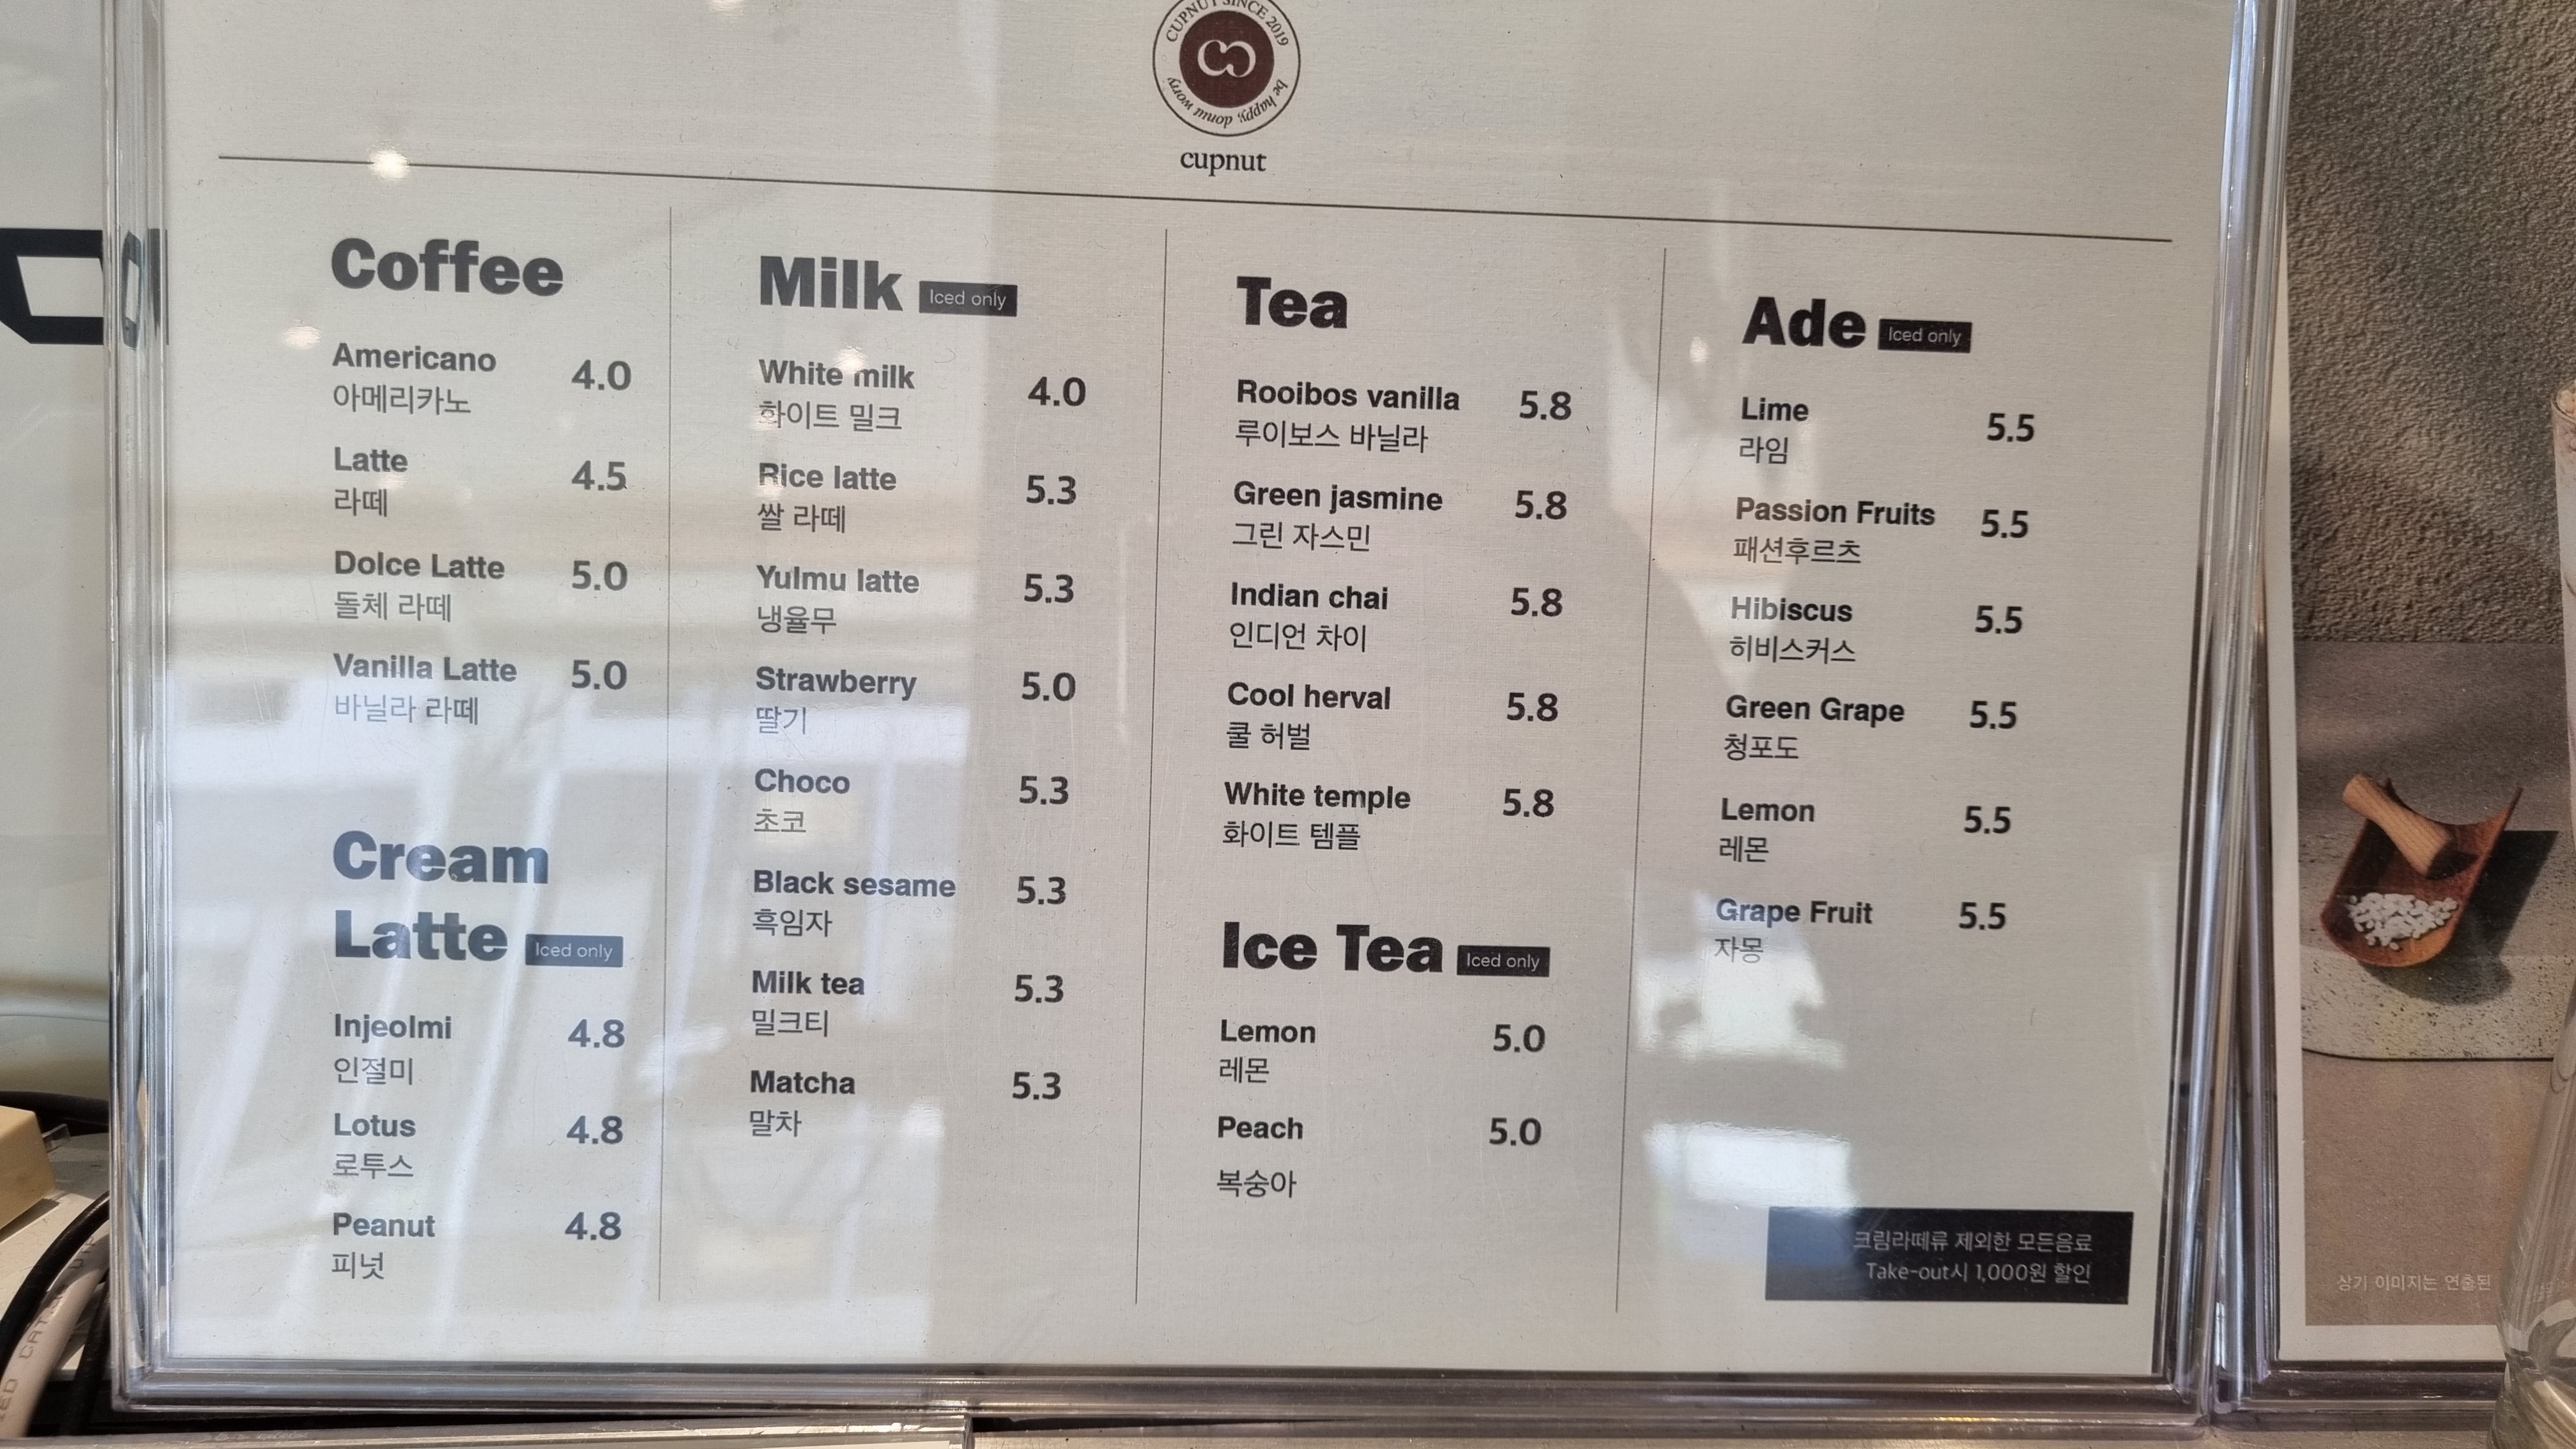 CUPNUT SINCE 2019
be happy, donut worry
cupnut
Coffee
Americano 4.0
아메리카노
Latte 4.5
라떼
Dolce Latte 5.0
돌체 라떼
Vanilla Latte 5.0
바닐라 라떼
Cream
Latte Iced only
Injeolmi 4.8
인절미
Lotus 4.8
로투스
Peanut 4.8
피넛
Milk Iced only
White milk 4.0
화이트 밀크
Rice latte 5.3
쌀 라떼
Yulmu latte 5.3
냉율무
Strawberry 5.0
딸기
Choco 5.3
초코
Black sesame 5.3
흑임자
Milk tea 5.3
밀크티
Matcha 5.3
말차
Tea
Rooibos vanilla 5.8
루이보스 바닐라
Green jasmine 5.8
그린 자스민
Indian chai 5.8
인디언 차이
Cool herval 5.8
쿨 허벌
White temple 5.8
화이트 템플
Ice Tea Iced only
Lemon 5.0
레몬
Peach 5.0
복숭아
Ade Iced only
Lime 5.5
라임
Passion Fruits 5.5
패션후르츠
Hibiscus 5.5
히비스커스
Green Grape 5.5
청포도
Lemon 5.5
레몬
Grape Fruit 5.5
자몽
크림라떼류 제외한 모든음료
Take-out시 1,000원 할인
상기 이미지는 연출된